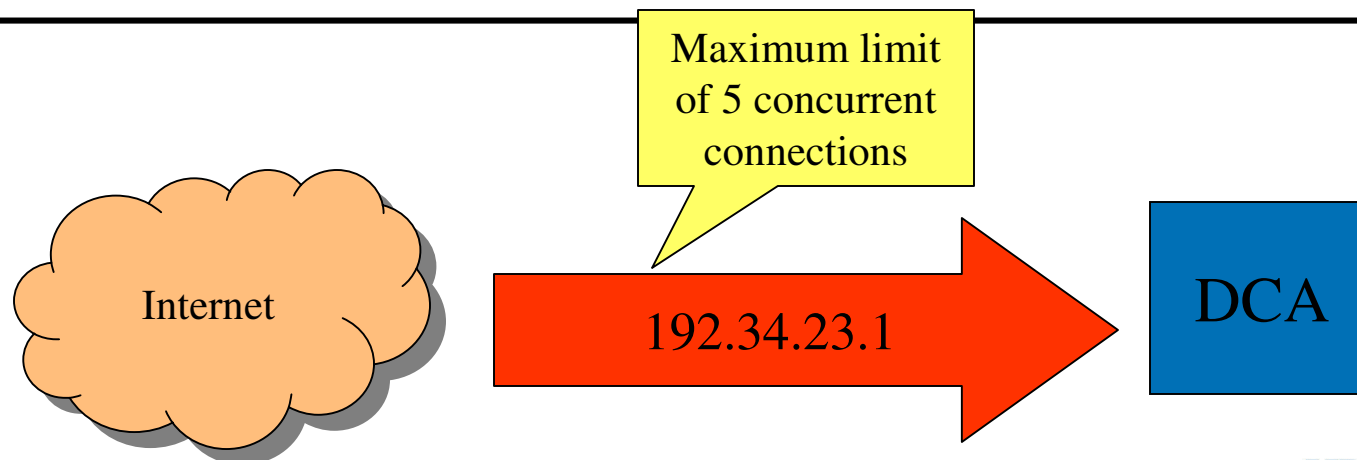 Maximum limit
of 5 concurrent
connections
Internet
192.34.23.1
DCA